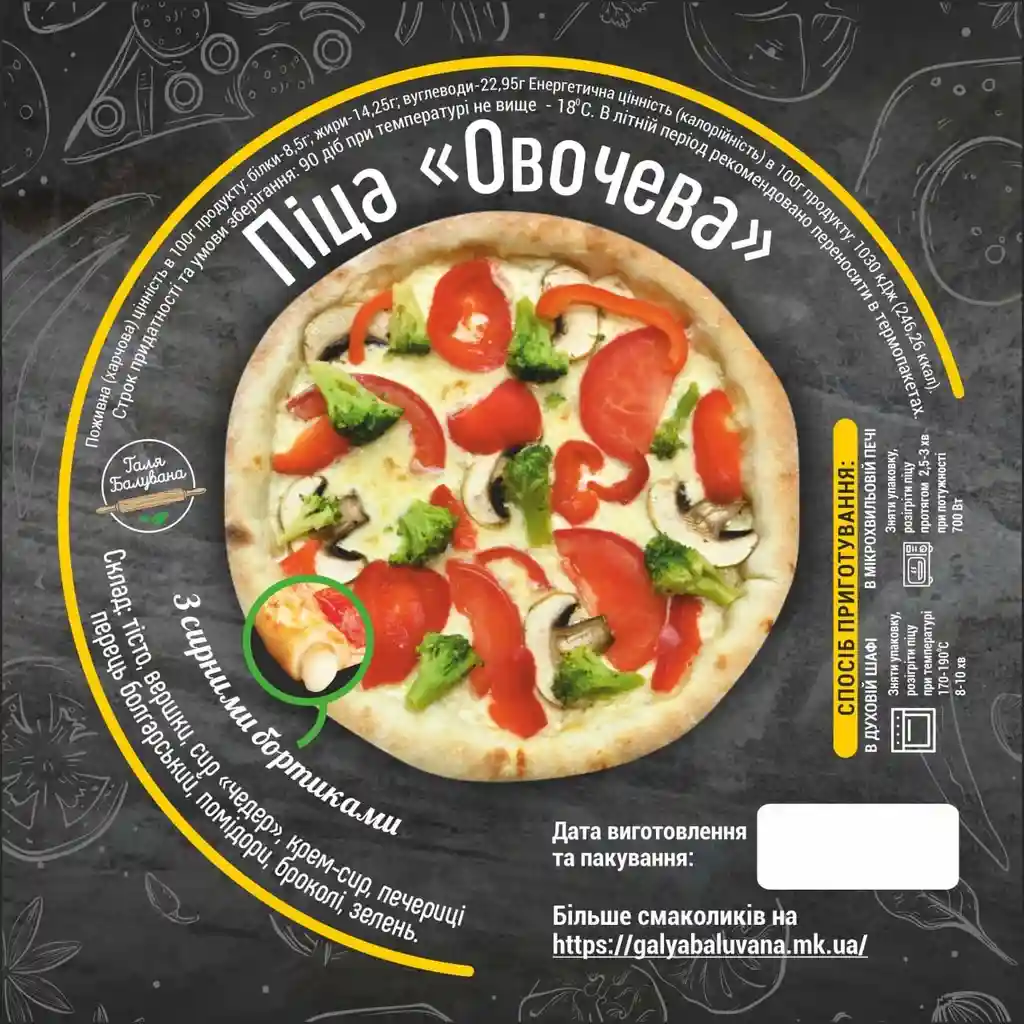 Поживна (харчова) цінність в 100г продукту: білки-8,5г; жири-14,25г; вуглеводи-22,95г Енергетична цінність (калорійність) в 100г продукту: 1030 кДж (246,26 ккал).
Строк придатності та умови зберігання: 90 діб при температурі не вище - 18°С. В літній період рекомендовано переносити в термопакетах.
Піца «Овочева»
Галя
Балувана
З сирними бортиками
Склад: тісто, вершки, сир «чедер», крем-сир, печериці
перець болгарський, помідори, броколі, зелень.
СПОСІБ ПРИГОТУВАННЯ:
В ДУХОВІЙ ШАФІ
Зняти упаковку,
розігріти піцу
при температурі
170-190°С
8-10 хв
В МІКРОХВИЛЬОВІЙ ПЕЧІ
Зняти упаковку,
розігріти піцу
протягом 2,5-3 хв
при потужності
700 Вт
Дата виготовлення
та пакування:
Більше смаколиків на
https://galyabaluvana.mk.ua/